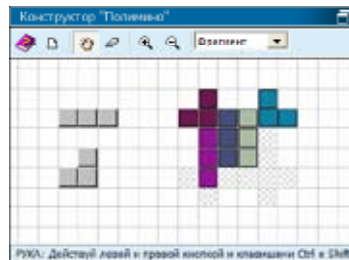 Конструктор "Полимино"
Фрагмент
РУКА: Действуй левой и правой кнопкой и клавишами Ctrl и Shift